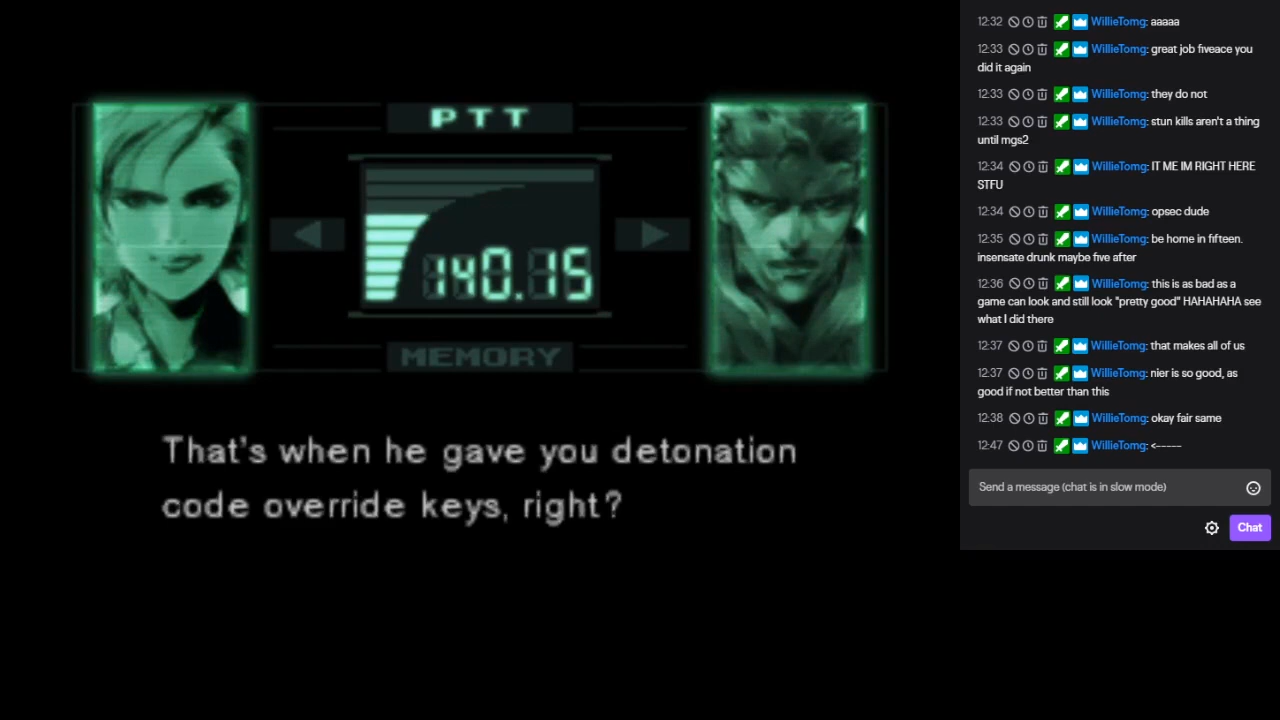 PTT
140.15
MEMORY
That's when he gave you detonation
code override keys, right?
12:32 WillieTomg: aaaaa
12:33 WillieTomg: great job fiveace you
did it again
12:33 WillieTomg: they do not
12:33 WillieTomg: stun kills aren't a thing
until mgs2
12:34 WillieTomg: IT ME IM RIGHT HERE
STFU
12:34 WillieTomg: opsec dude
12:35 WillieTomg: be home in fifteen.
insensate drunk maybe five after
12:36 WillieTomg: this is as bad as a
game can look and still look "pretty good" HAHAHAHA see
what I did there
12:37 WillieTomg: that makes all of us
12:37 WillieTomg: nier is so good, as
good if not better than this
12:38 WillieTomg: okay fair same
12:47 WillieTomg: <-----
Send a message (chat is in slow mode)
Chat